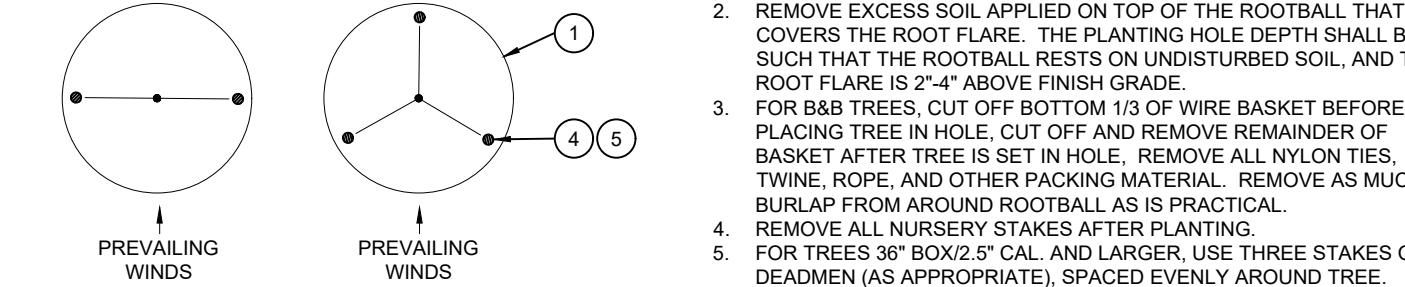 1
4 5
PREVAILING
WINDS
PREVAILING
WINDS
2. REMOVE EXCESS SOIL APPLIED ON TOP OF THE ROOTBALL THAT
COVERS THE ROOT FLARE. THE PLANTING HOLE DEPTH SHALL
SUCH THAT THE ROOTBALL RESTS ON UNDISTURBED SOIL, AND
ROOT FLARE IS 2"-4" ABOVE FINISH GRADE.
3. FOR B&B TREES, CUT OFF BOTTOM 1/3 OF WIRE BASKET BEFORE
PLACING TREE IN HOLE, CUT OFF AND REMOVE REMAINDER OF
BASKET AFTER TREE IS SET IN HOLE, REMOVE ALL NYLON TIES,
TWINE, ROPE, AND OTHER PACKING MATERIAL. REMOVE AS
BURLAP FROM AROUND ROOTBALL AS IS PRACTICAL.
4. REMOVE ALL NURSERY STAKES AFTER PLANTING.
5. FOR TREES 36" BOX/2.5" CAL. AND LARGER, USE THREE STAKES
DEADMEN (AS APPROPRIATE), SPACED EVENLY AROUND TREE.